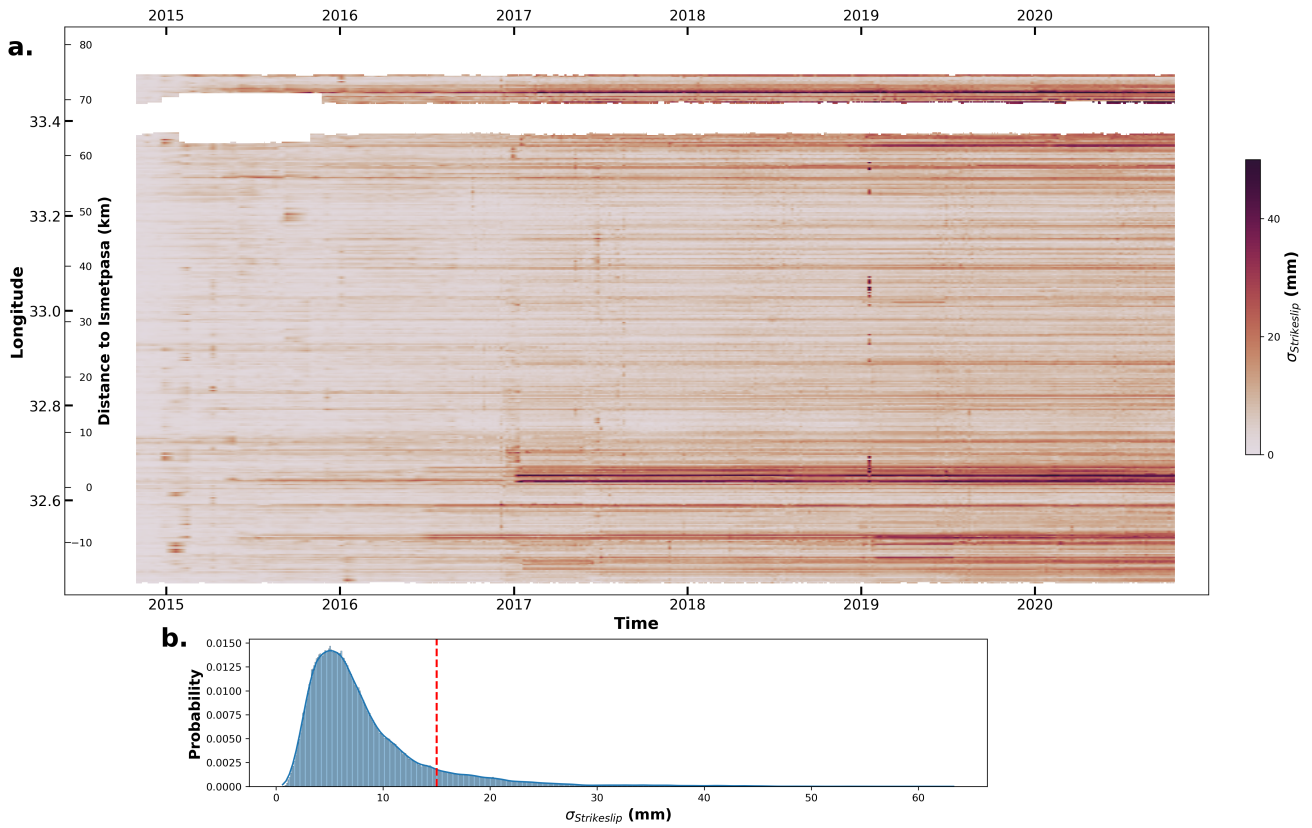 2015 2016 2017 2018 2019 2020
a.
80
70
33.4
60
33.2
50
40
33.0
30
20
32.8
10
0
32.6
−10
Longitude
Distance to Ismetpasa (km)
40
20
0
σStrikeslip (mm)
2015 2016 2017 2018 2019 2020
Time
b.
0.0150
0.0125
0.0100
0.0075
0.0050
0.0025
0.0000
Probability
0 10 20 30 40 50 60
σStrikeslip (mm)